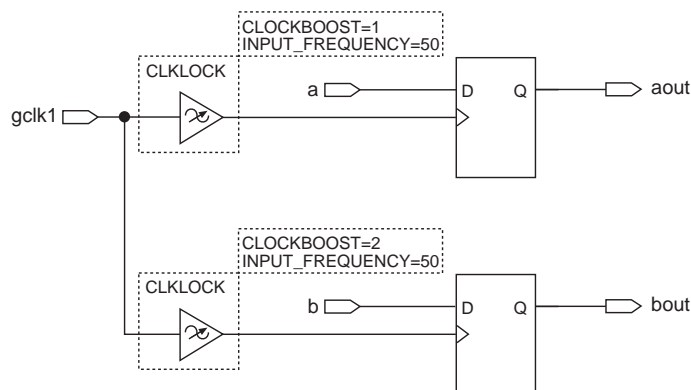 CLOCKBOOST=1
INPUT_FREQUENCY=50
CLKLOCK
a
D
Q
aout
gclk1
CLOCKBOOST=2
INPUT_FREQUENCY=50
CLKLOCK
b
D
Q
bout